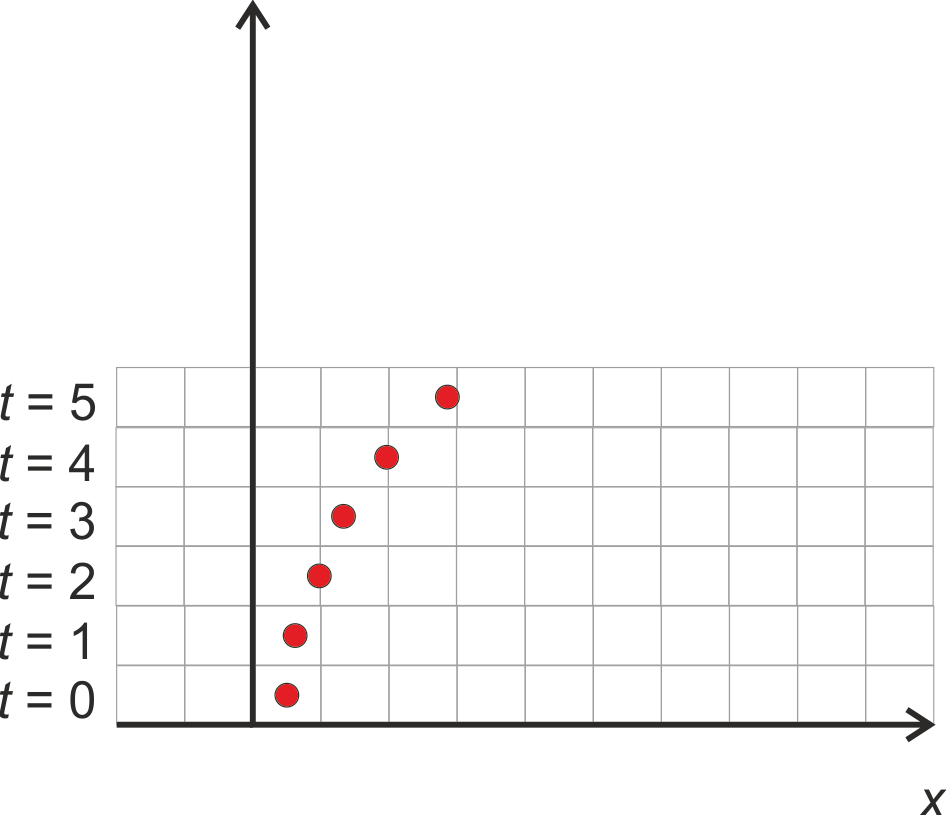 t = 5
t = 4
t = 3
t = 2
t = 1
t = 0
x